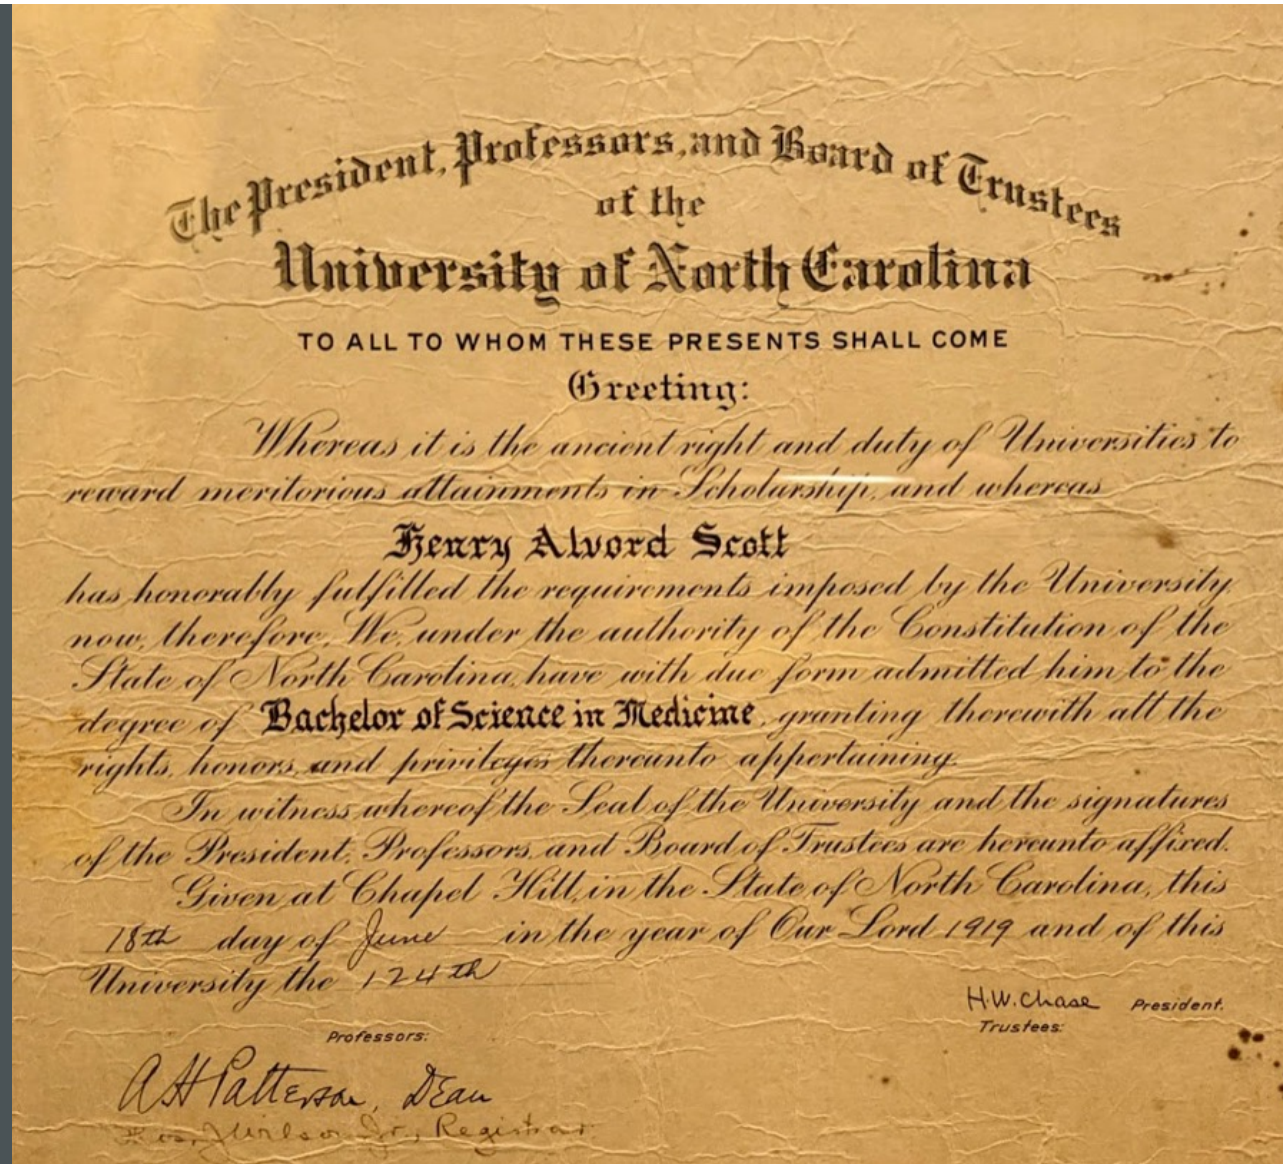 The President, Professors, and Board of Trustees
of the
University of North Carolina
TO ALL TO WHOM THESE PRESENTS SHALL COME
Greeting:
Whereas it is the ancient right and duty of Universities to
reward meritorious attainments in Scholarship, and whereas
Henry Alvord Scott
has honorably fulfilled the requirements imposed by the University,
now, therefore, We, under the authority of the Constitution of the
State of North Carolina, have with due form admitted him to the
degree of Bachelor of Science in Medicine, granting therewith all the
rights, honors, and privileges thereunto appertaining.
In witness whereof the Seal of the University and the signatures
of the President, Professors, and Board of Trustees are hereunto affixed.
Given at Chapel Hill, in the State of North Carolina, this
18th day of June in the year of Our Lord 1919 and of this
University the 124th
H.W. Chase President.
Trustees:
Professors:
A H Patterson, Dean
Wilson Jr., Registrar